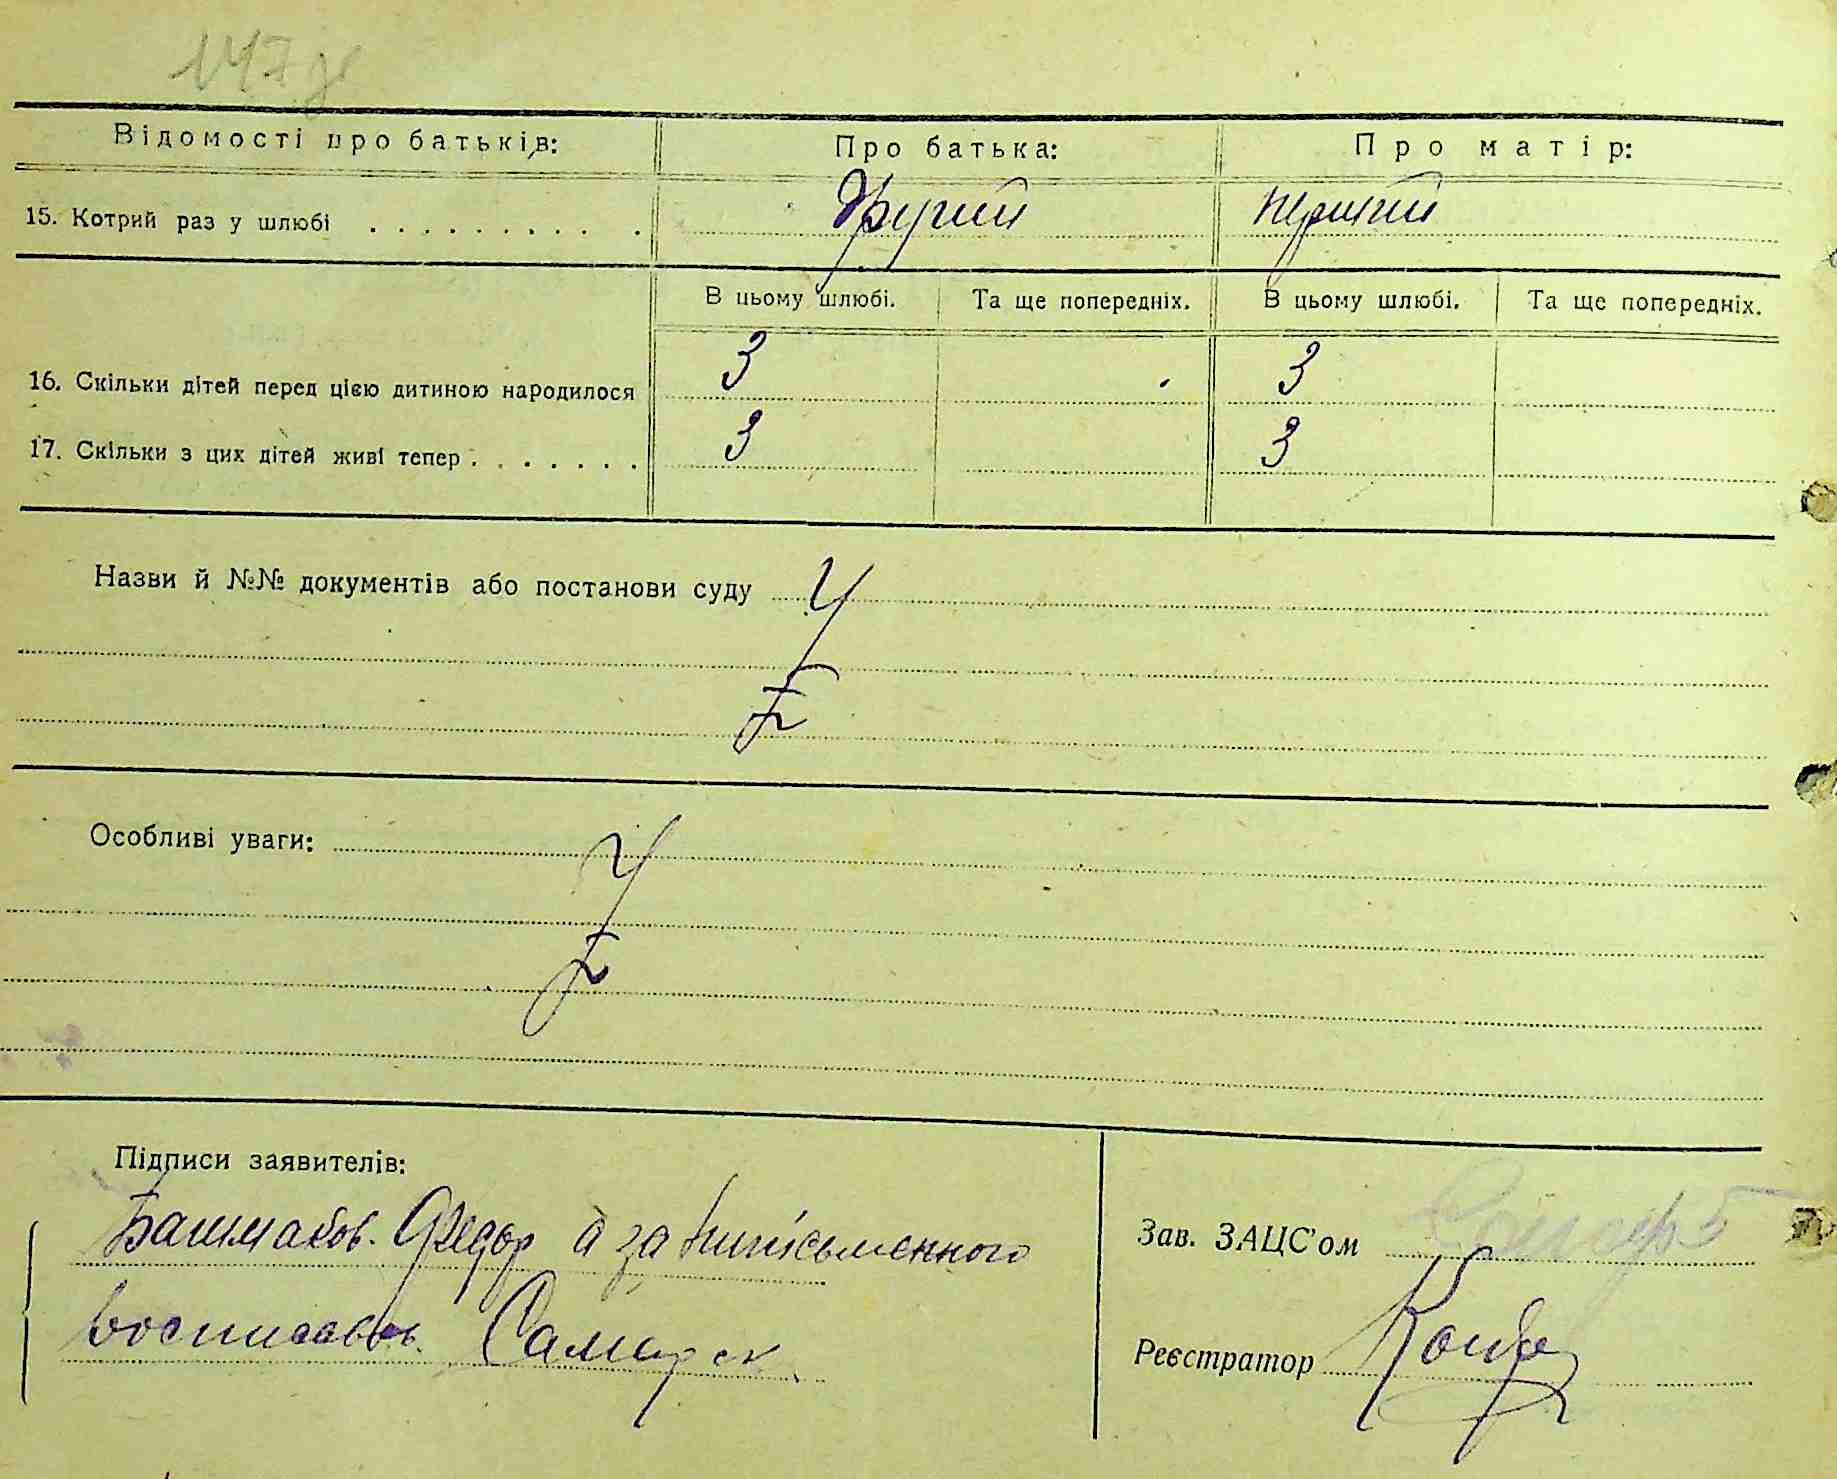 147
Відомості про батьків: Про батька: Про матір:
15. Котрий раз у шлюбі . . . . . . . . . . Другий перший
В цьому шлюбі. Та ще попередніх. В цьому шлюбі. Та ще попередніх.
16. Скільки дітей перед цією дитиною народилося 3 3
17. Скільки з цих дітей живі тепер . . . . . . . 3 3
Назви й №№ документів або постанови суду
Особливі уваги:
Підписи заявителів:
Башмаков. Федор а за
Зав. ЗАЦС'ом
Самарск
Реєстратор